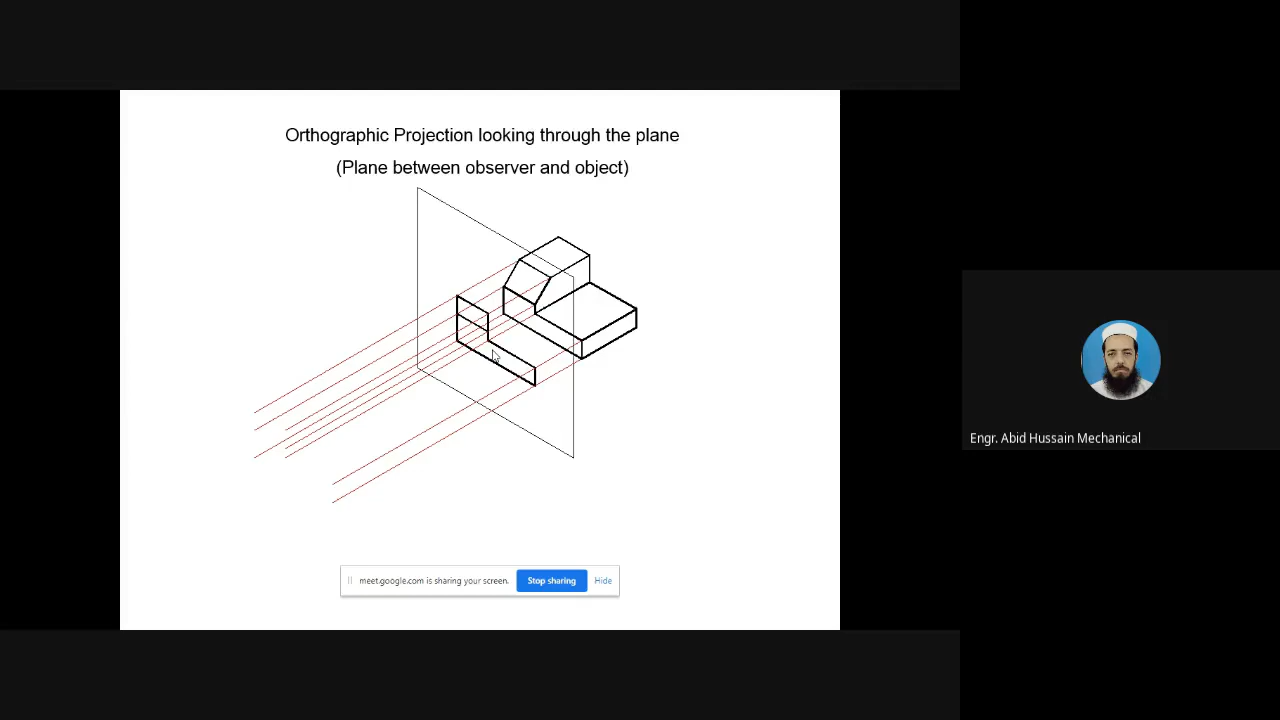 Orthographic Projection looking through the plane
(Plane between observer and object)
Engr. Abid Hussain Mechanical
meet.google.com is sharing your screen. Stop sharing Hide